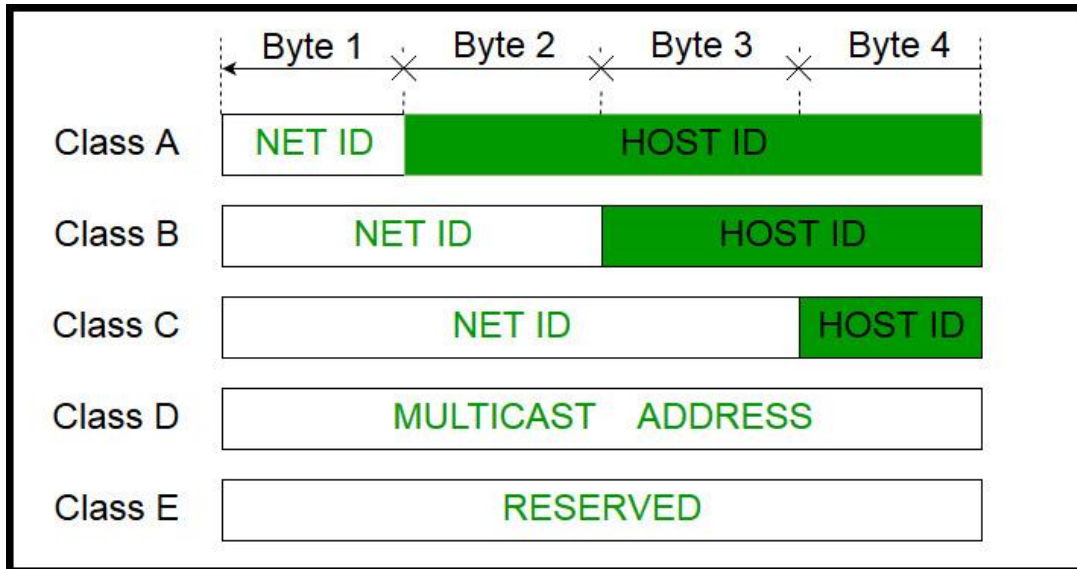 Byte 1 Byte 2 Byte 3 Byte 4
Class A NET ID HOST ID
Class B NET ID HOST ID
Class C NET ID HOST ID
Class D MULTICAST ADDRESS
Class E RESERVED